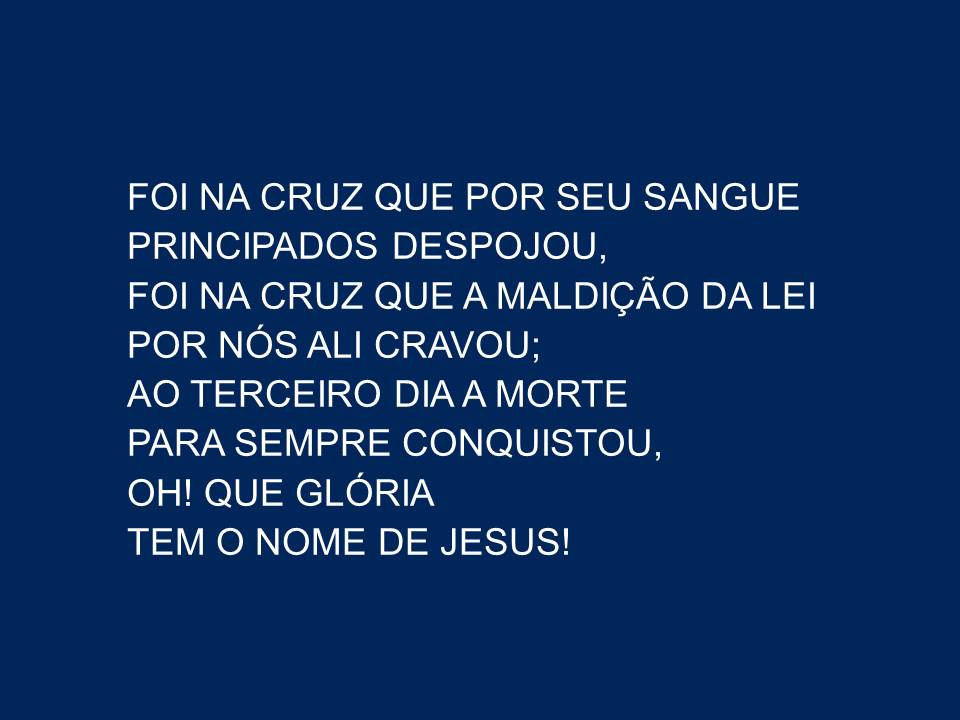 FOI NA CRUZ QUE POR SEU SANGUE
PRINCIPADOS DESPOJOU,
FOI NA CRUZ QUE A MALDIÇÃO DA LEI
POR NÓS ALI CRAVOU;
AO TERCEIRO DIA A MORTE
PARA SEMPRE CONQUISTOU,
OH! QUE GLÓRIA
TEM O NOME DE JESUS!